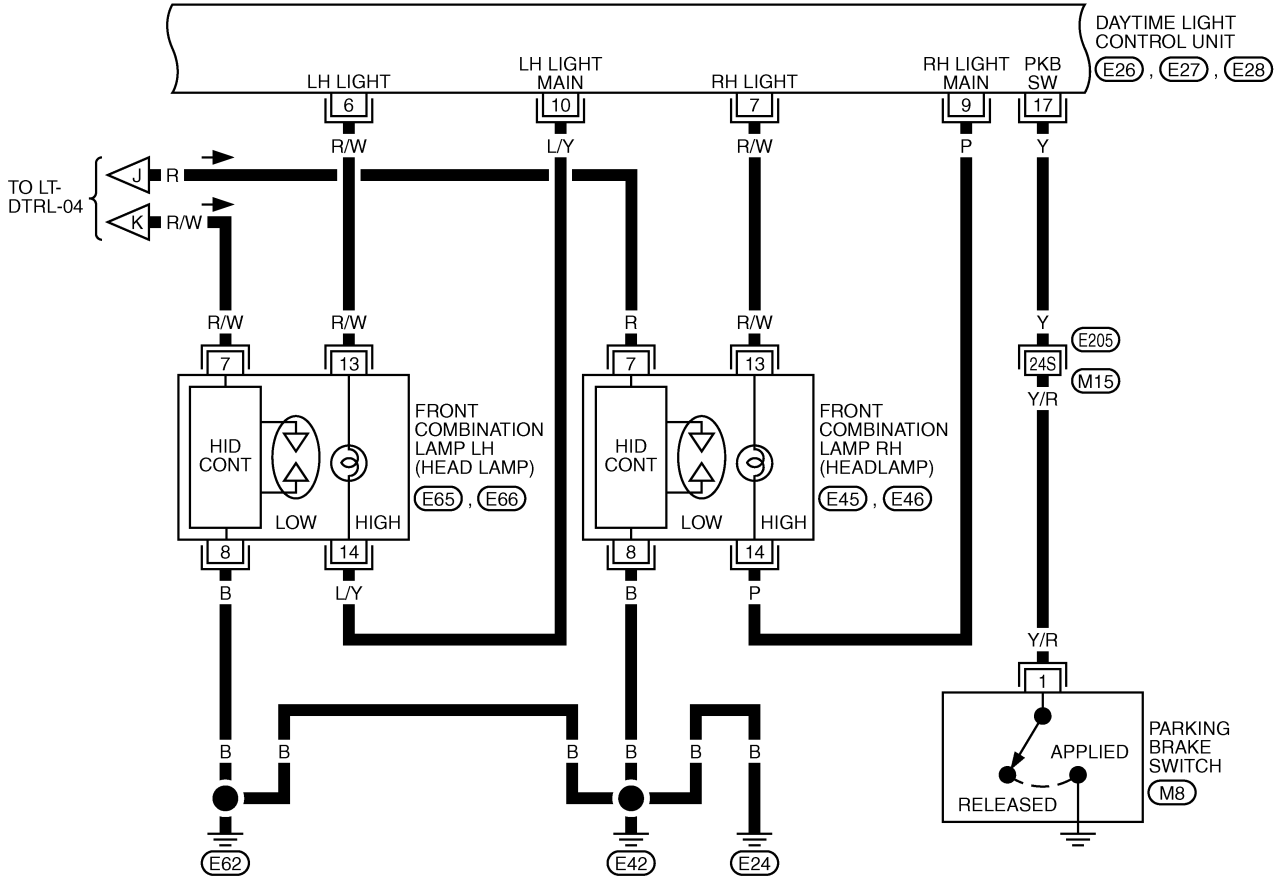 DAYTIME LIGHT
CONTROL UNIT
E26 , E27 , E28
LH LIGHT
LH LIGHT
MAIN
RH LIGHT
RH LIGHT
MAIN
PKB
SW
6
10
7
9
17
R/W
L/Y
R/W
P
Y
TO LT-
DTRL-04
J
R
K
R/W
R/W
R/W
R
R/W
Y
7
13
7
13
24S
E205
M15
Y/R
HID
CONT
LOW
HIGH
FRONT
COMBINATION
LAMP LH
(HEAD LAMP)
E65 , E66
HID
CONT
LOW
HIGH
FRONT
COMBINATION
LAMP RH
(HEADLAMP)
E45 , E46
8
14
8
14
B
L/Y
B
P
Y/R
1
B
B
B
B
B
B
APPLIED
RELEASED
PARKING
BRAKE
SWITCH
M8
E62
E42
E24